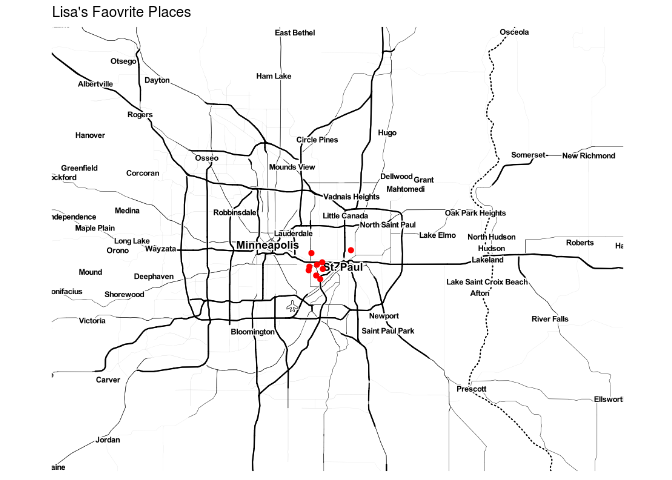 Lisa's Faovrite Places
East Bethel
Osceola
Otsego
Dayton
Ham Lake
Albertville
Rogers
Hanover
Circle Pines
Hugo
Osseo
Mounds View
Somerset
New Richmond
Greenfield
ockford
Corcoran
Dellwood
Grant
Mahtomedi
Vadnais Heights
ndependence
Medina
Robbinsdale
Little Canada
Oak Park Heights
Maple Plain
North Saint Paul
Lauderdale
Lake Elmo
North Hudson
Long Lake
Orono
Wayzata
Minneapolis
Hudson
Roberts
Ha
Lakeland
Mound
Deephaven
St. Paul
Lake Saint Croix Beach
onifacius
Shorewood
Afton
Victoria
Newport
River Falls
Bloomington
Saint Paul Park
Carver
Prescott
Ellswort
Jordan
aine